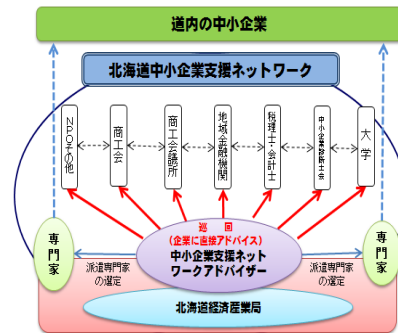 道内の中小企業
北海道中小企業支援ネットワーク
NPOその他
商工会
商工会議所
地域金融機関
税理士・会計士
中小企業診断士会
大学
巡　回
(企業に直接アドバイス)
中小企業支援ネット
ワークアドバイザー
専門家
専門家
派遣専門家
の選定
派遣専門家
の選定
北海道経済産業局